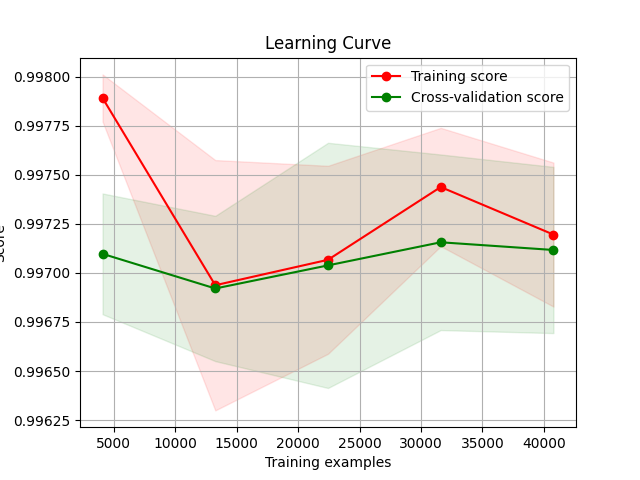 Learning Curve
Training score
Cross-validation score
0.99800
0.99775
0.99750
0.99725
0.99700
0.99675
0.99650
0.99625
5000 10000 15000 20000 25000 30000 35000 40000
Training examples